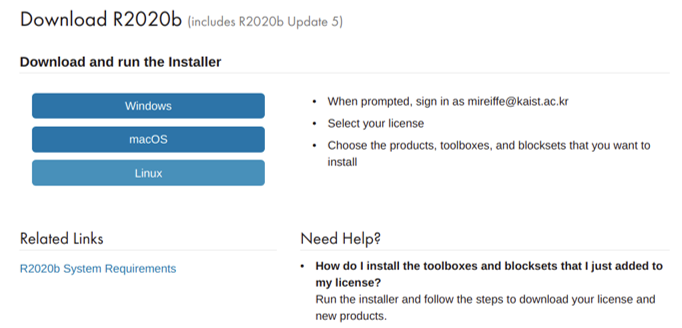 Download R2020b (includes R2020b Update 5)
Download and run the Installer
Windows
macOS
Linux
• When prompted, sign in as mireiffe@kaist.ac.kr
• Select your license
• Choose the products, toolboxes, and blocksets that you want to
install
Related Links
R2020b System Requirements
Need Help?
• How do I install the toolboxes and blocksets that I just added to
my license?
Run the installer and follow the steps to download your license and
new products.